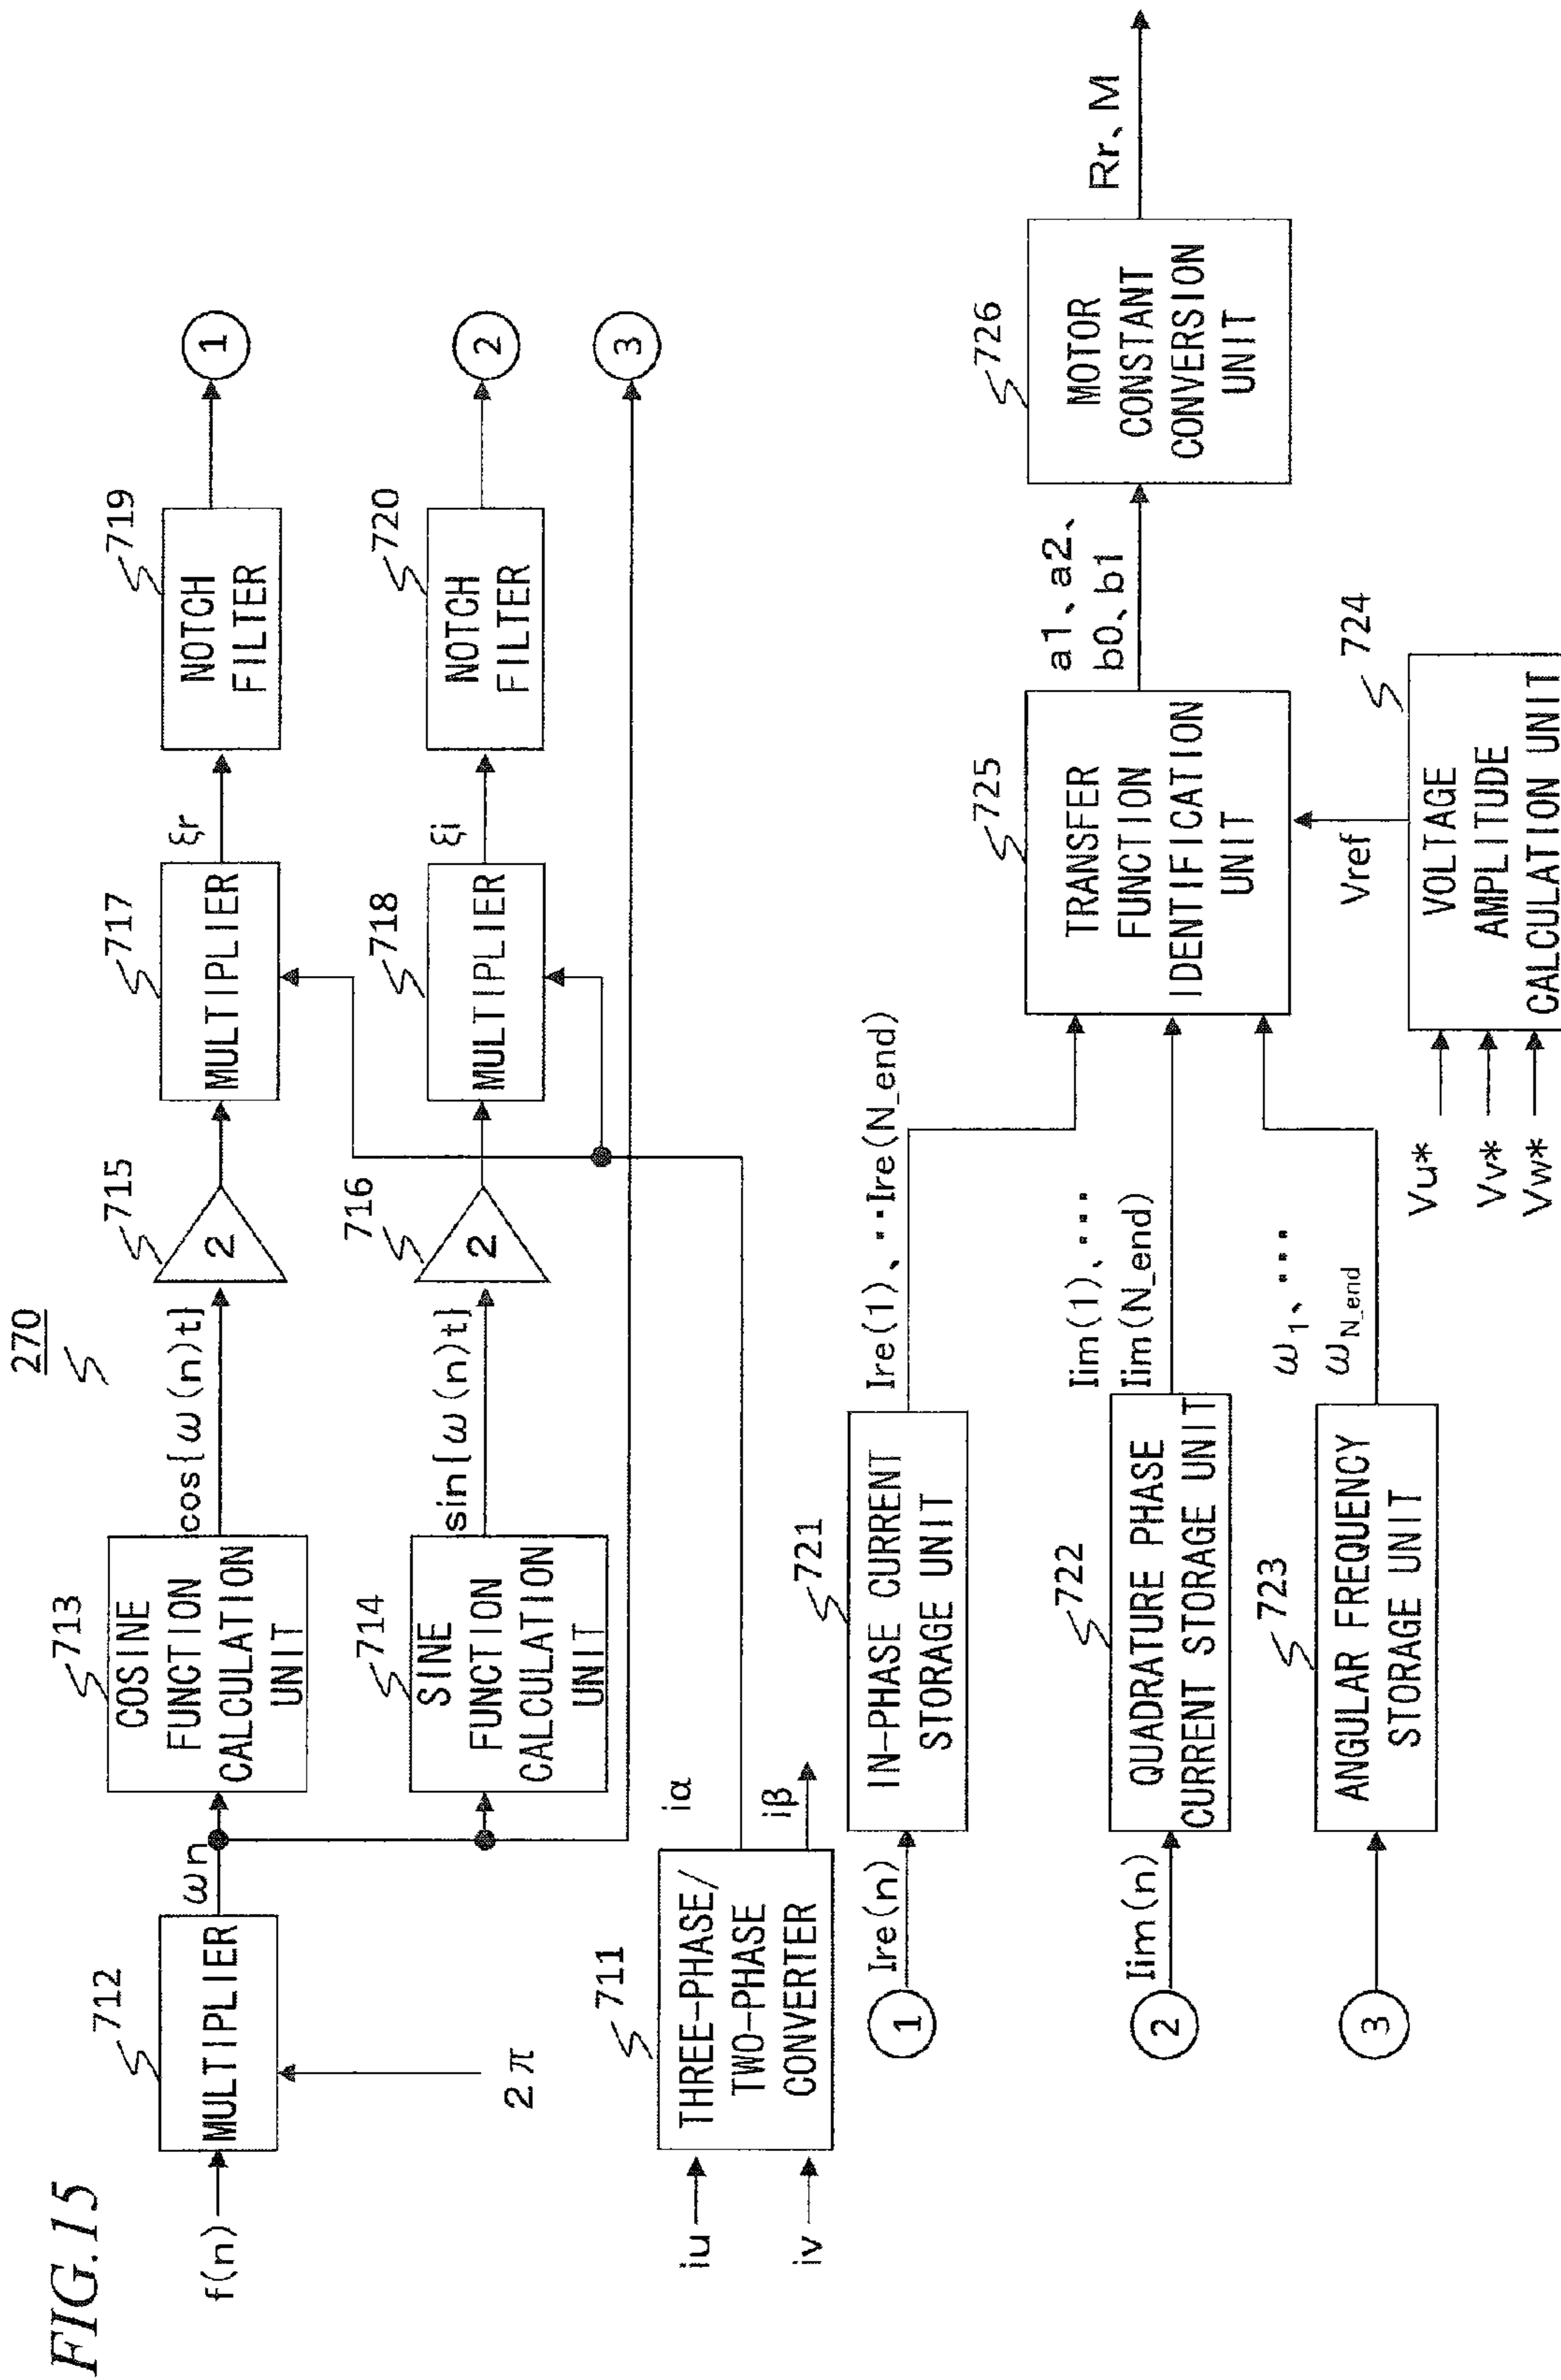 FIG.15
270
f(n)
712
MULTIPLIER
2π
ωn
713
COSINE
FUNCTION
CALCULATION
UNIT
cos{ω(n)t}
715
2
717
MULTIPLIER
ξr
719
NOTCH
FILTER
1
714
SINE
FUNCTION
CALCULATION
UNIT
sin{ω(n)t}
716
2
718
MULTIPLIER
ξi
720
NOTCH
FILTER
2
3
iu
iv
711
THREE-PHASE/
TWO-PHASE
CONVERTER
iα
iβ
1
Ire(n)
721
IN-PHASE CURRENT
STORAGE UNIT
Ire(1)、･･Ire(N_end)
2
Iim(n)
722
QUADRATURE PHASE
CURRENT STORAGE UNIT
Iim(1)、･･･
Iim(N_end)
3
723
ANGULAR FREQUENCY
STORAGE UNIT
ω1、･･･
ωN_end
725
TRANSFER
FUNCTION
IDENTIFICATION
UNIT
a1、a2、
b0、b1
726
MOTOR
CONSTANT
CONVERSION
UNIT
Rr、M
Vref
724
VOLTAGE
AMPLITUDE
CALCULATION UNIT
Vu*
Vv*
Vw*